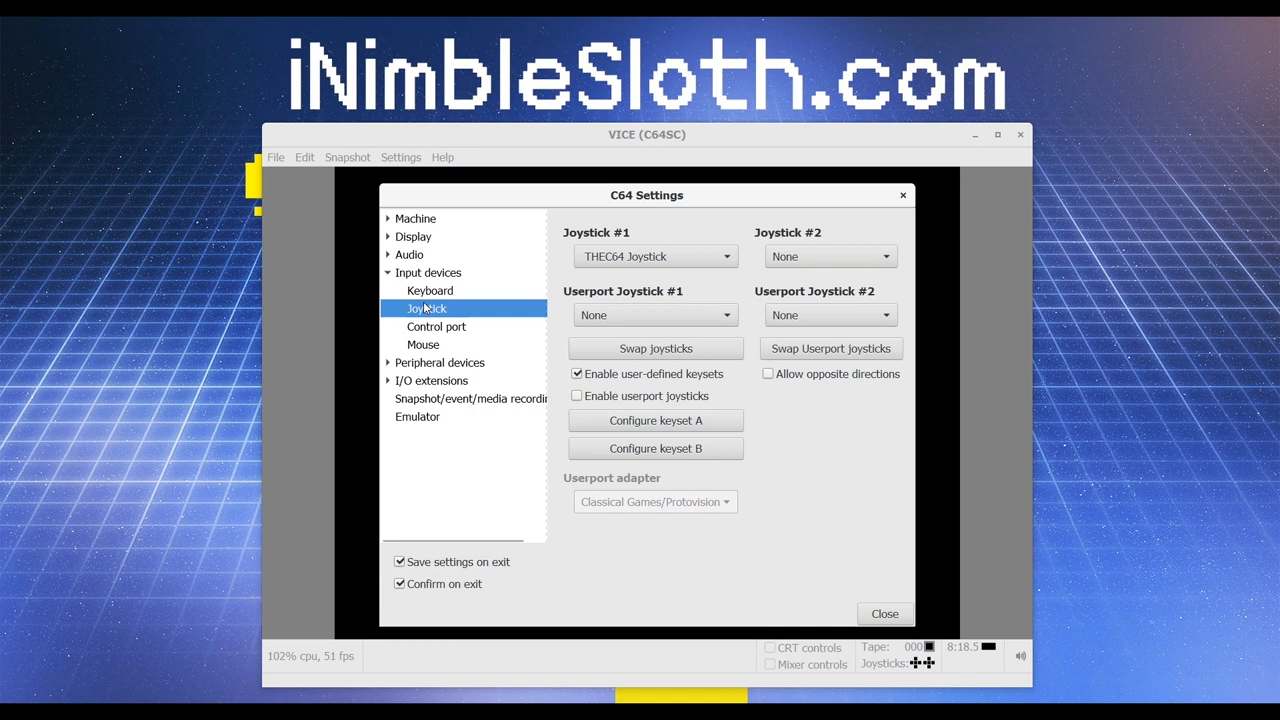 iNimbleSloth.com
VICE (C64SC)
File Edit Snapshot Settings Help
C64 Settings
Machine
Display
Audio
Input devices
Keyboard
Joystick
Control port
Mouse
Peripheral devices
I/O extensions
Snapshot/event/media recordin
Emulator
Joystick #1
THEC64 Joystick
Joystick #2
None
Userport Joystick #1
None
Userport Joystick #2
None
Swap joysticks
Swap Userport joysticks
Enable user-defined keysets
Allow opposite directions
Enable userport joysticks
Configure keyset A
Configure keyset B
Userport adapter
Classical Games/Protovision
Save settings on exit
Confirm on exit
Close
102% cpu, 51 fps
CRT controls
Mixer controls
Tape: 000
Joysticks:
8:18.5